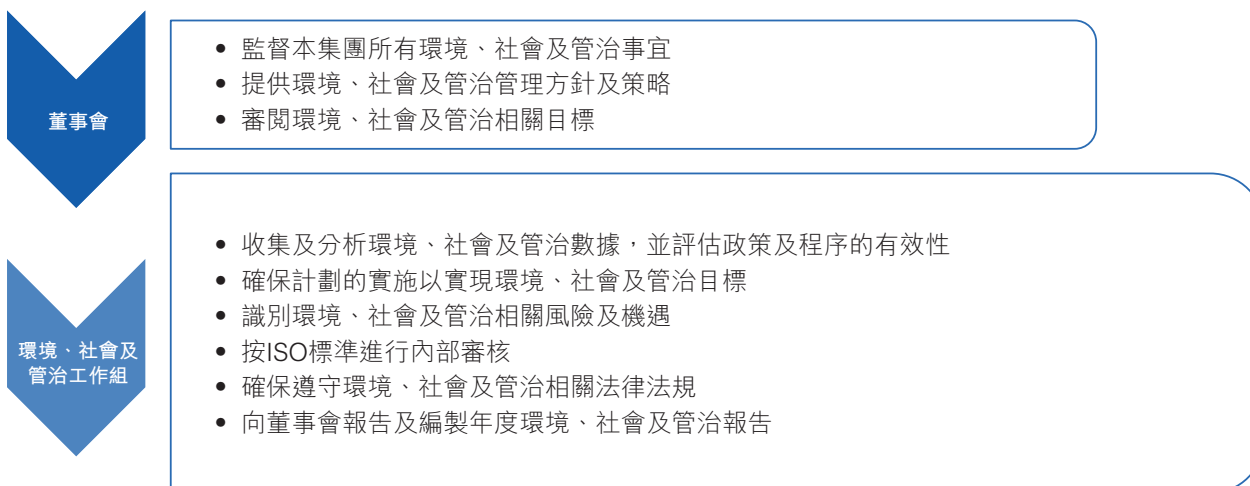 董事會
• 監督本集團所有環境、社會及管治事宜
• 提供環境、社會及管治管理方針及策略
• 審閱環境、社會及管治相關目標
環境、社會及
管治工作組
• 收集及分析環境、社會及管治數據，並評估政策及程序的有效性
• 確保計劃的實施以實現環境、社會及管治目標
• 識別環境、社會及管治相關風險及機遇
• 按ISO標準進行內部審核
• 確保遵守環境、社會及管治相關法律法規
• 向董事會報告及編製年度環境、社會及管治報告